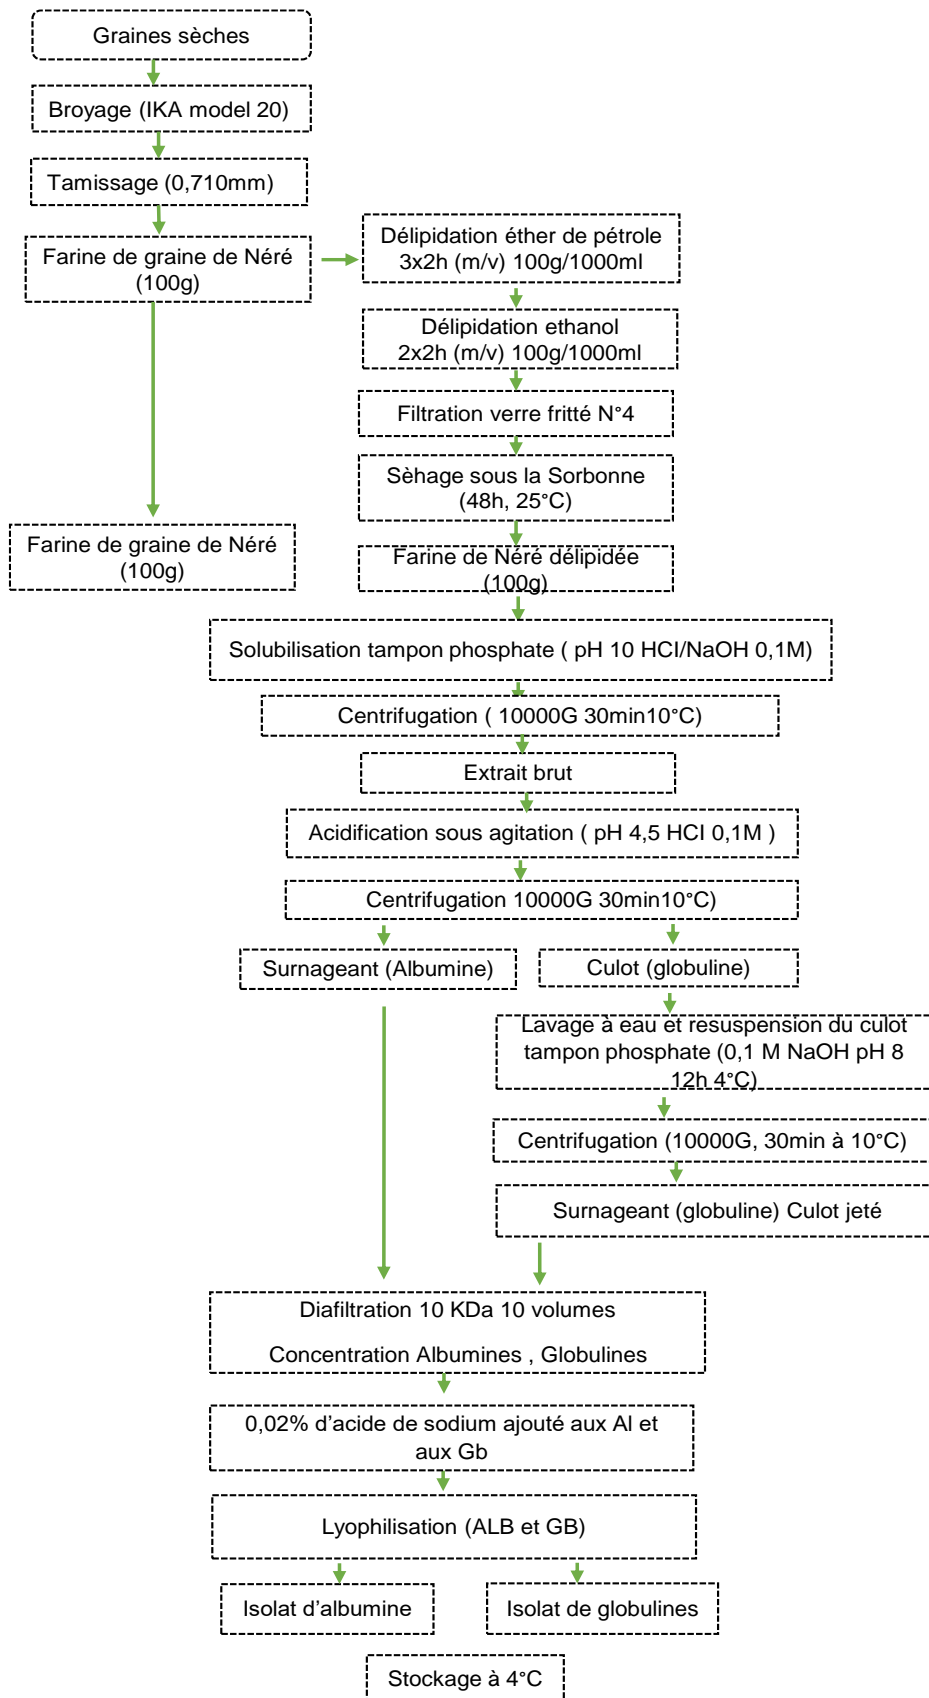 Graines sèches
Broyage (IKA model 20)
Tamissage (0,710mm)
Farine de graine de Néré
(100g)
Délipidation éther de pétrole
3x2h (m/v) 100g/1000ml
Délipidation ethanol
2x2h (m/v) 100g/1000ml
Filtration verre fritté N°4
Sèhage sous la Sorbonne
(48h, 25°C)
Farine de graine de Néré
(100g)
Farine de Néré délipidée
(100g)
Solubilisation tampon phosphate ( pH 10 HCl/NaOH 0,1M)
Centrifugation ( 10000G 30min10°C)
Extrait brut
Acidification sous agitation ( pH 4,5 HCl 0,1M )
Centrifugation 10000G 30min10°C)
Surnageant (Albumine)
Culot (globuline)
Lavage à eau et resuspension du culot
tampon phosphate (0,1 M NaOH pH 8
12h 4°C)
Centrifugation (10000G, 30min à 10°C)
Surnageant (globuline) Culot jeté
Diafiltration 10 KDa 10 volumes
Concentration Albumines , Globulines
0,02% d’acide de sodium ajouté aux Al et
aux Gb
Lyophilisation (ALB et GB)
Isolat d’albumine
Isolat de globulines
Stockage à 4°C